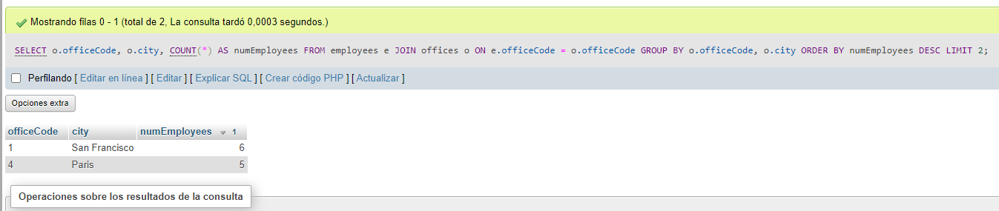 Mostrando filas 0 - 1 (total de 2, La consulta tardó 0,0003 segundos.)
SELECT o.officeCode, o.city, COUNT(*) AS numEmployees FROM employees e JOIN offices o ON e.officeCode = o.officeCode GROUP BY o.officeCode, o.city ORDER BY numEmployees DESC LIMIT 2;
Perfilando [ Editar en línea ] [ Editar ] [ Explicar SQL ] [ Crear código PHP ] [ Actualizar ]
Opciones extra
officeCode city numEmployees 1
1 San Francisco 6
4 Paris 5
Operaciones sobre los resultados de la consulta